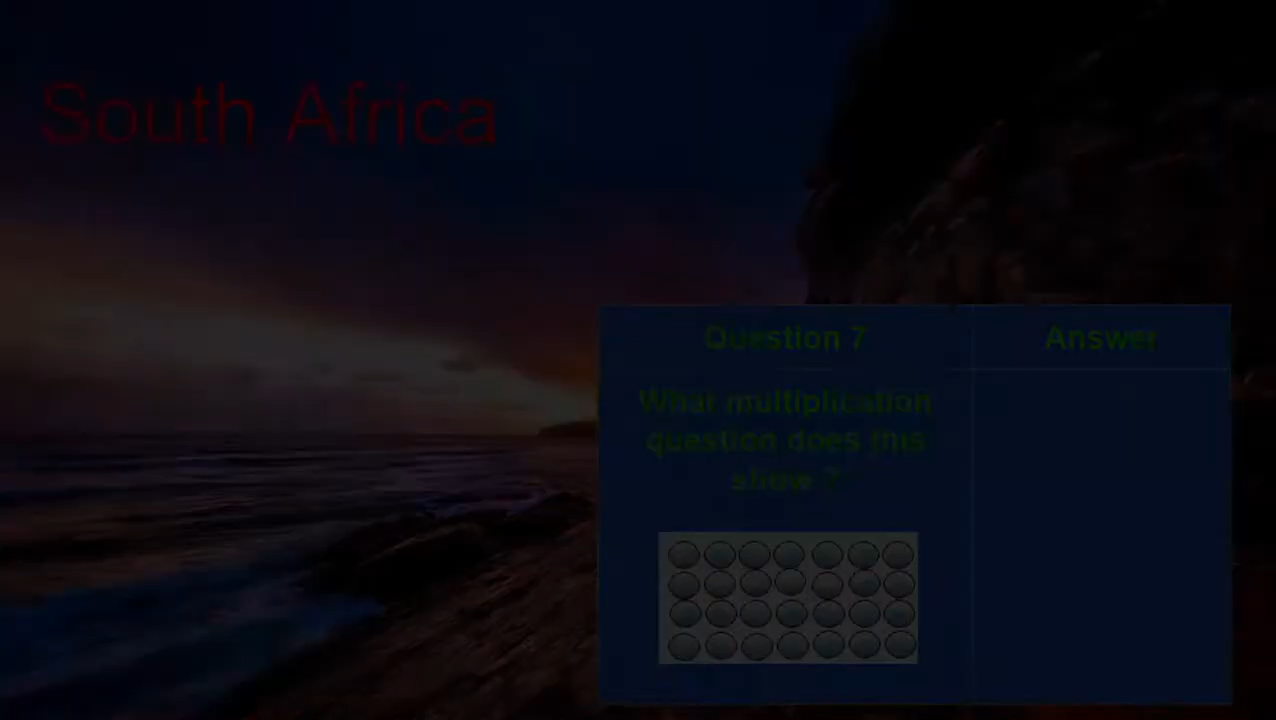 South Africa
Question 7
Answer
What multiplication
question does this
show ?